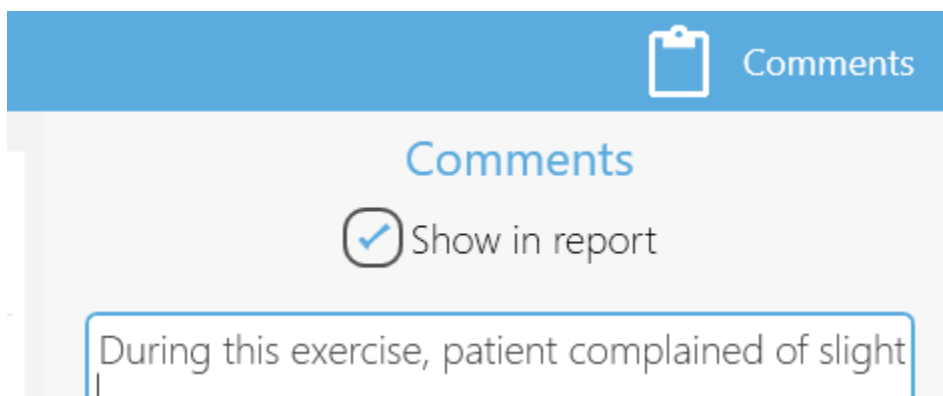 Comments
Comments
Show in report
During this exercise, patient complained of slight